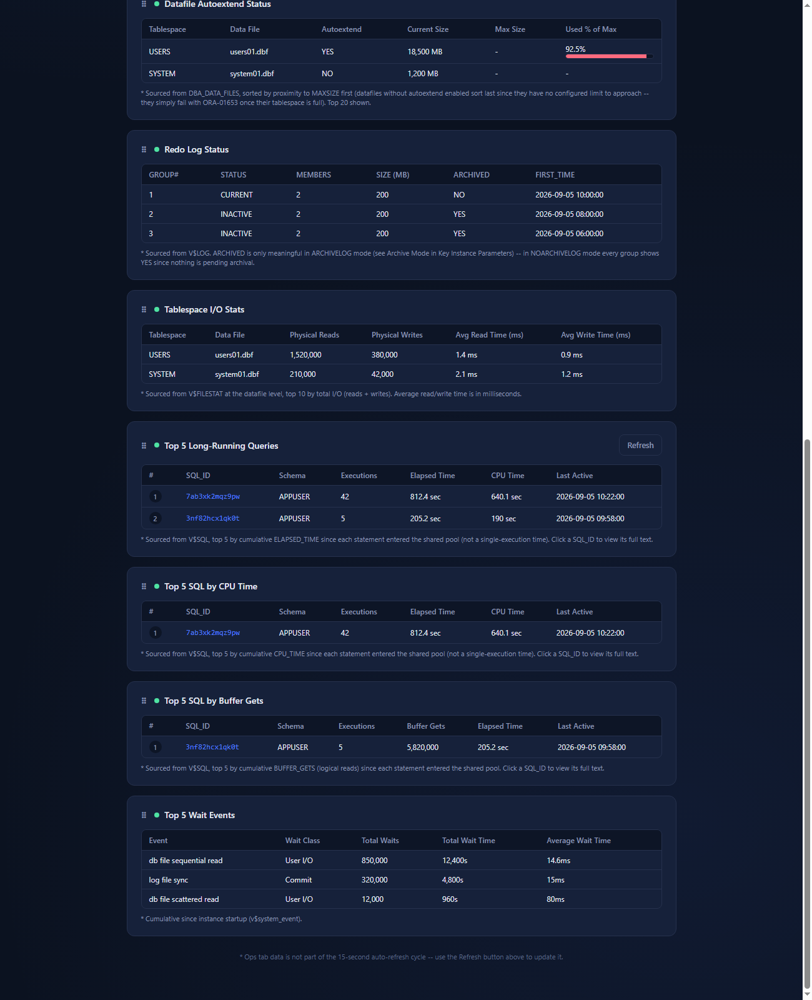 Datafile Autoextend Status
Tablespace Data File Autoextend Current Size Max Size Used % of Max
USERS users01.dbf YES 18,500 MB - 92.5%
SYSTEM system01.dbf NO 1,200 MB - -
* Sourced from DBA_DATA_FILES, sorted by proximity to MAXSIZE first (datafiles without autoextend enabled sort last since they have no configured limit to approach --
they simply fail with ORA-01653 once their tablespace is full). Top 20 shown.
Redo Log Status
GROUP# STATUS MEMBERS SIZE (MB) ARCHIVED FIRST_TIME
1 CURRENT 2 200 NO 2026-09-05 10:00:00
2 INACTIVE 2 200 YES 2026-09-05 08:00:00
3 INACTIVE 2 200 YES 2026-09-05 06:00:00
* Sourced from V$LOG. ARCHIVED is only meaningful in ARCHIVELOG mode (see Archive Mode in Key Instance Parameters) -- in NOARCHIVELOG mode every group shows
YES since nothing is pending archival.
Tablespace I/O Stats
Tablespace Data File Physical Reads Physical Writes Avg Read Time (ms) Avg Write Time (ms)
USERS users01.dbf 1,520,000 380,000 1.4 ms 0.9 ms
SYSTEM system01.dbf 210,000 42,000 2.1 ms 1.2 ms
* Sourced from V$FILESTAT at the datafile level, top 10 by total I/O (reads + writes). Average read/write time is in milliseconds.
Top 5 Long-Running Queries Refresh
# SQL_ID Schema Executions Elapsed Time CPU Time Last Active
1 7ab3xk2mqz9pw APPUSER 42 812.4 sec 640.1 sec 2026-09-05 10:22:00
2 3nf82hcx1qk0t APPUSER 5 205.2 sec 190 sec 2026-09-05 09:58:00
* Sourced from V$SQL, top 5 by cumulative ELAPSED_TIME since each statement entered the shared pool (not a single-execution time). Click a SQL_ID to view its full text.
Top 5 SQL by CPU Time
# SQL_ID Schema Executions Elapsed Time CPU Time Last Active
1 7ab3xk2mqz9pw APPUSER 42 812.4 sec 640.1 sec 2026-09-05 10:22:00
* Sourced from V$SQL, top 5 by cumulative CPU_TIME since each statement entered the shared pool (not a single-execution time). Click a SQL_ID to view its full text.
Top 5 SQL by Buffer Gets
# SQL_ID Schema Executions Buffer Gets Elapsed Time Last Active
1 3nf82hcx1qk0t APPUSER 5 5,820,000 205.2 sec 2026-09-05 09:58:00
* Sourced from V$SQL, top 5 by cumulative BUFFER_GETS (logical reads) since each statement entered the shared pool. Click a SQL_ID to view its full text.
Top 5 Wait Events
Event Wait Class Total Waits Total Wait Time Average Wait Time
db file sequential read User I/O 850,000 12,400s 14.6ms
log file sync Commit 320,000 4,800s 15ms
db file scattered read User I/O 12,000 960s 80ms
* Cumulative since instance startup (v$system_event).
* Ops tab data is not part of the 15-second auto-refresh cycle -- use the Refresh button above to update it.